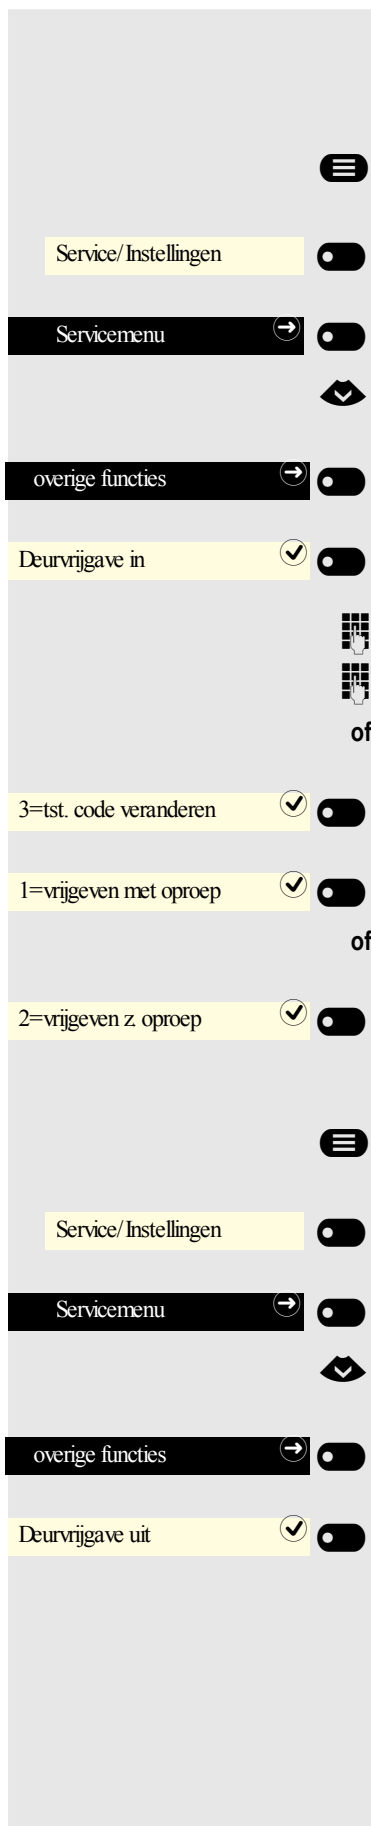 Service/Instellingen
Servicemenu
overige functies
Deurvrijgave in
of
3=tst. code veranderen
1=vrijgeven met oproep
of
2=vrijgeven z. oproep
Service/Instellingen
Servicemenu
overige functies
Deurvrijgave uit